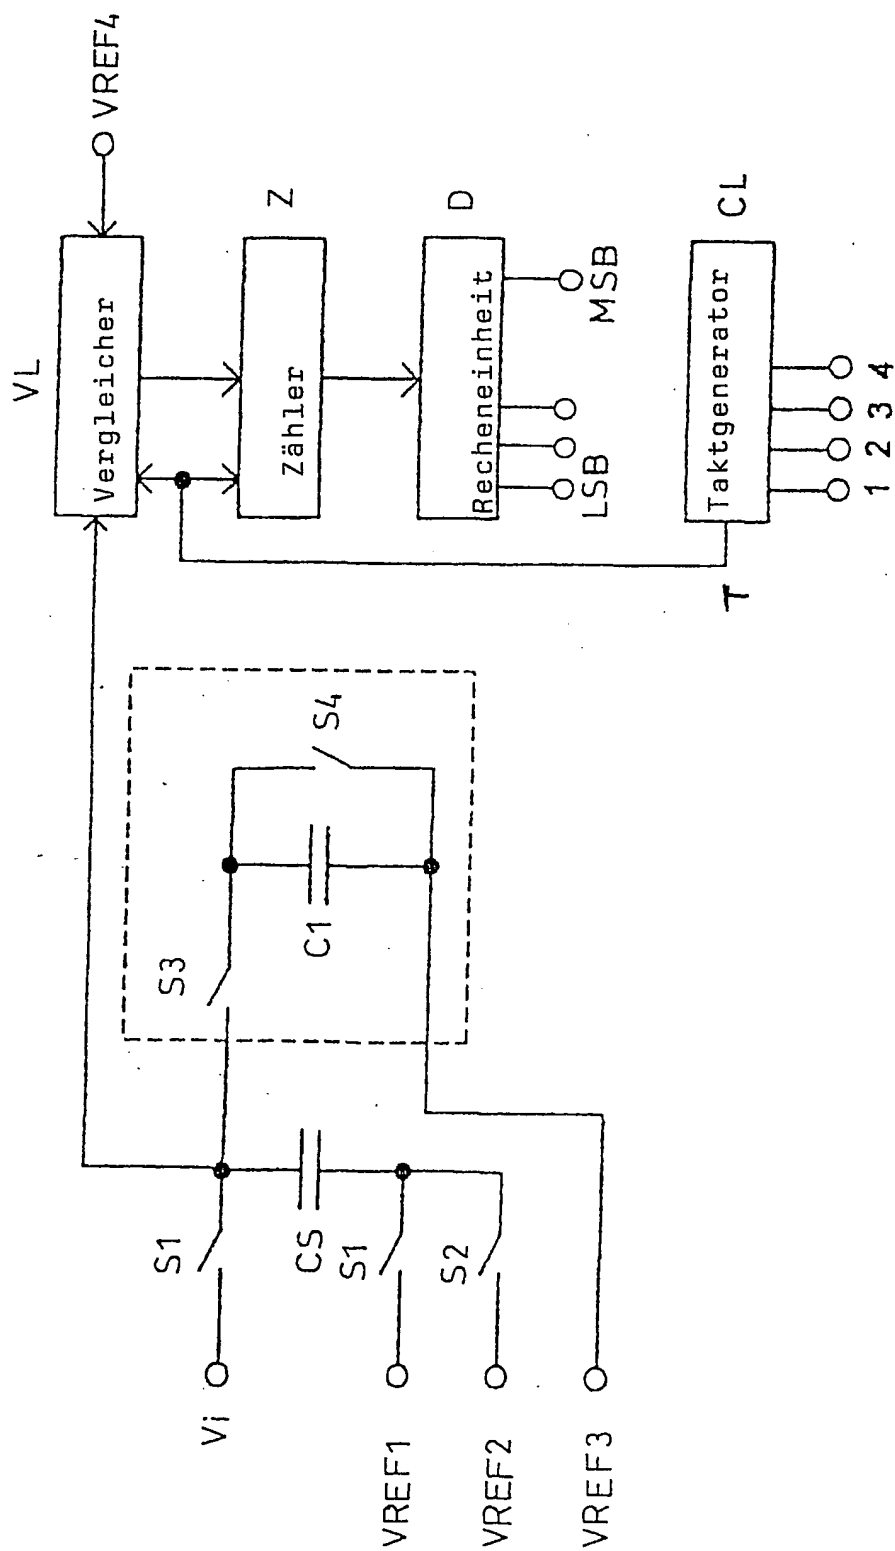 VL
Vergleicher
VREF4
Zähler
Z
Recheneinheit
D
LSB
MSB
Taktgenerator
CL
T
1 2 3 4
S3
C1
S4
S1
CS
S1
S2
Vi
VREF1
VREF2
VREF3